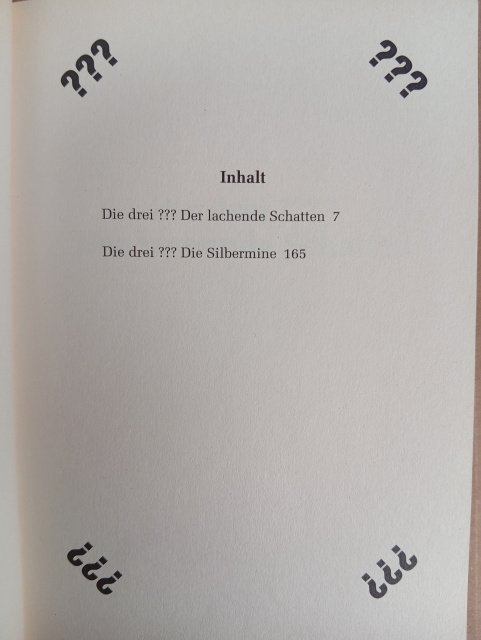 ??? ???
Inhalt
Die drei ??? Der lachende Schatten 7
Die drei ??? Die Silbermine 165
??? ???